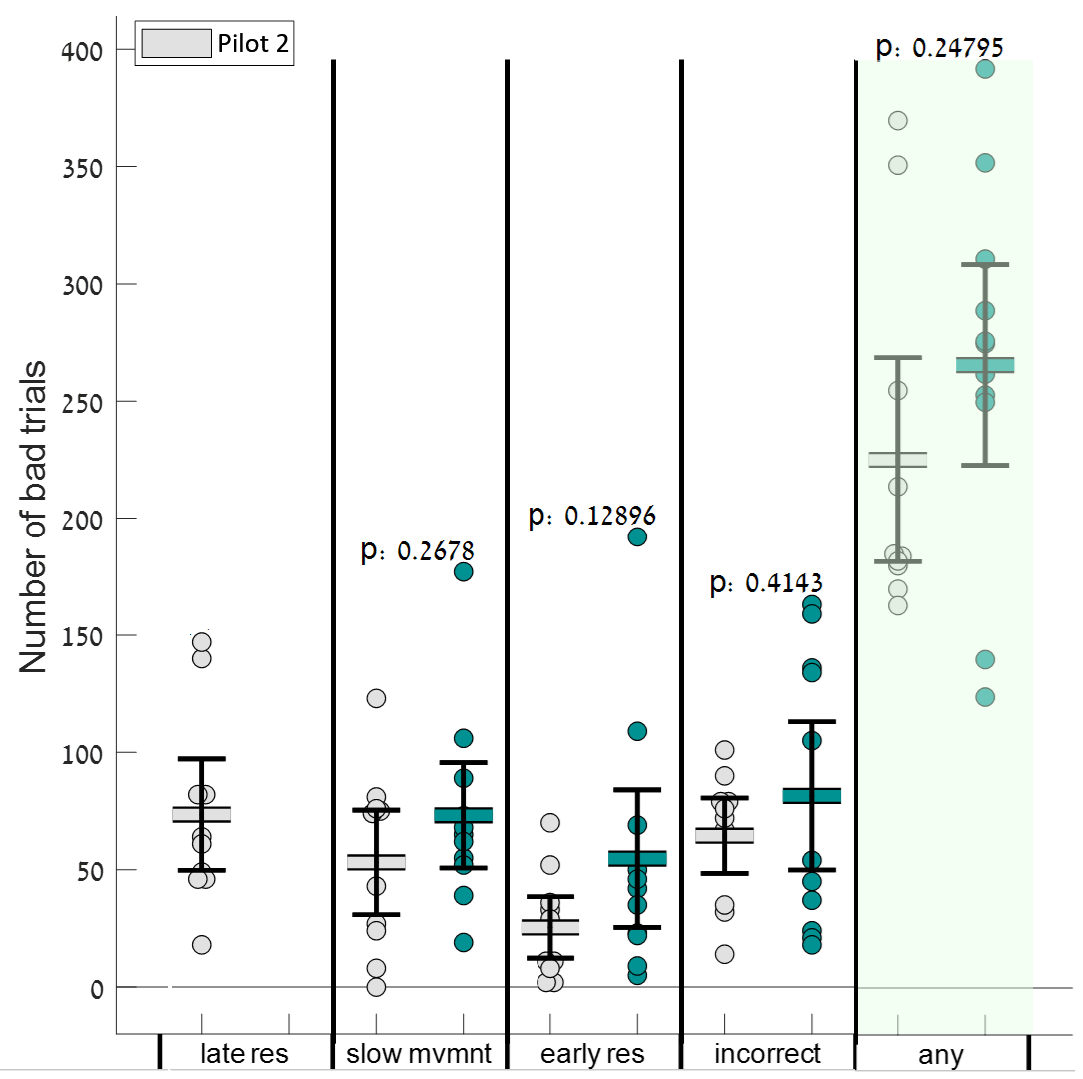 Pilot 2
p: 0.24795
400
350
300
250
200
150
100
50
0
Number of bad trials
p: 0.2678
p: 0.12896
p: 0.4143
late res
slow mvmnt
early res
incorrect
any